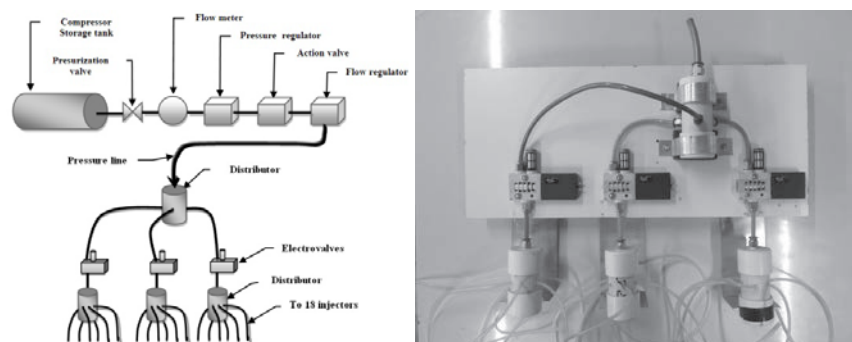 Compressor
Storage tank
Flow meter
Pressure regulator
Action valve
Flow regulator
Presurization
valve
Pressure line
Distributor
Electrovalves
Distributor
To 18 injectors